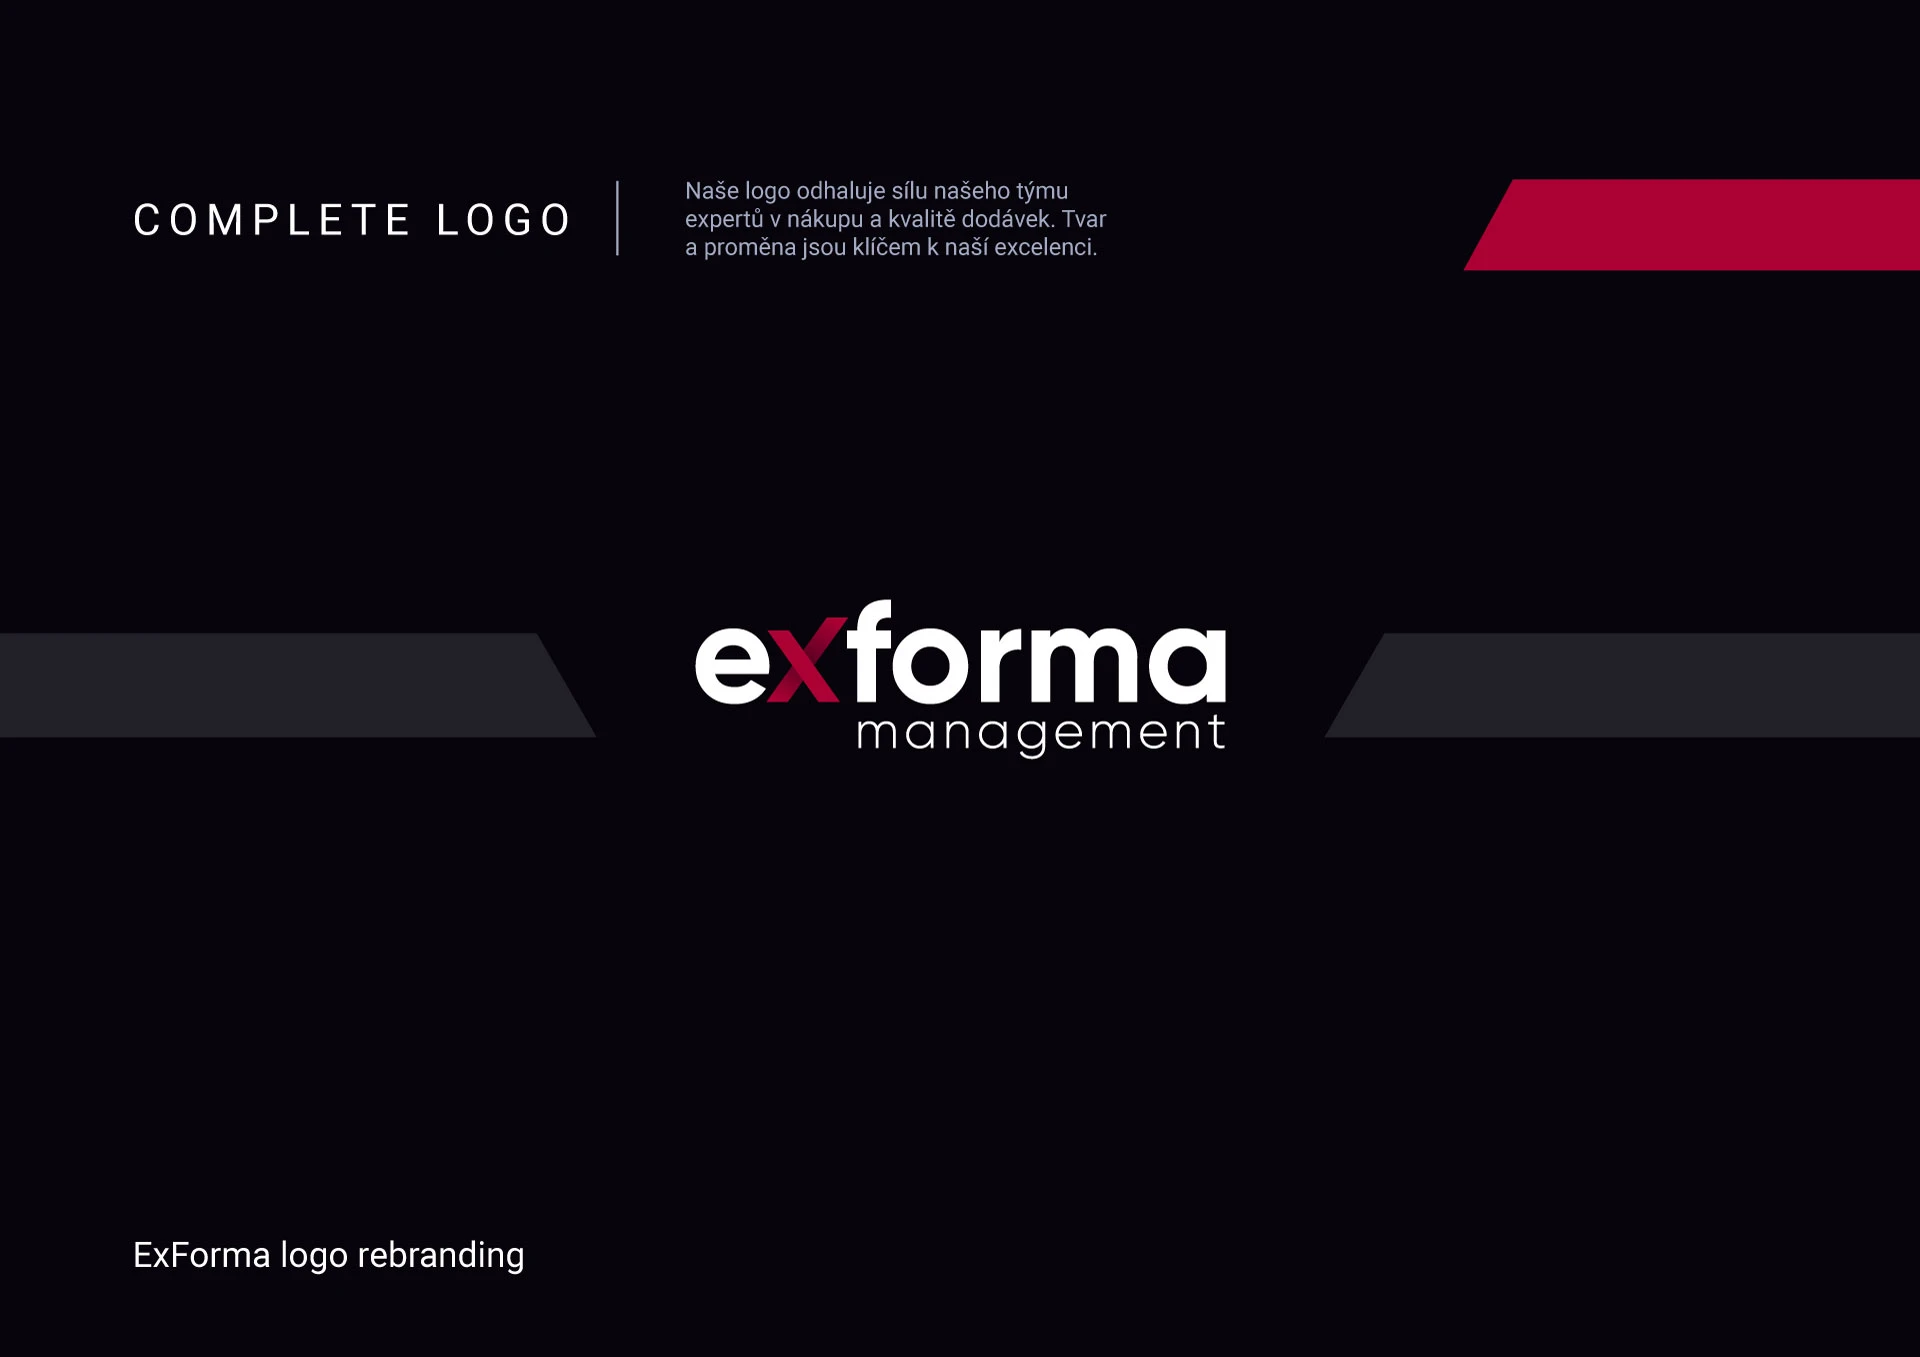 COMPLETE LOGO
Naše logo odhaluje sílu našeho týmu
expertů v nákupu a kvalitě dodávek. Tvar
a proměna jsou klíčem k naší excelenci.
exforma
management
ExForma logo rebranding